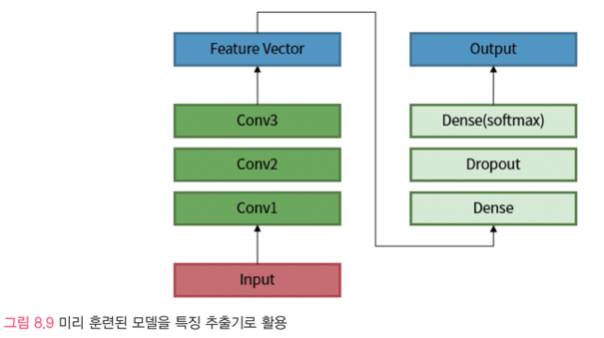 Feature Vector
Conv3
Conv2
Conv1
Input
Output
Dense(softmax)
Dropout
Dense
그림 8.9 미리 훈련된 모델을 특징 추출기로 활용